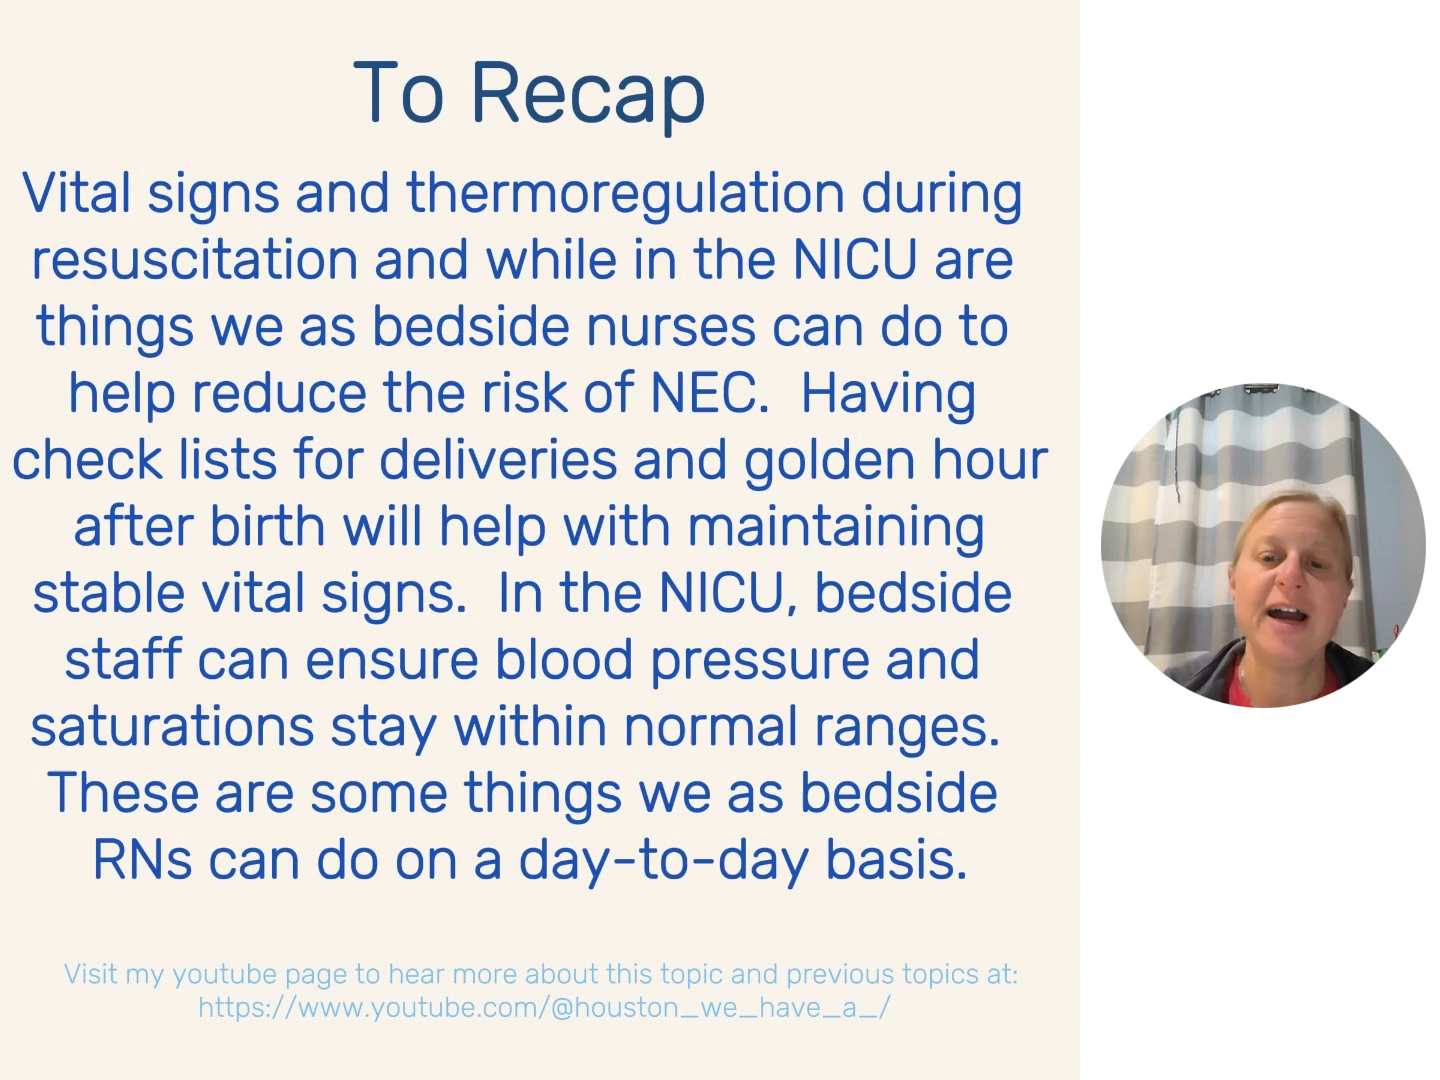 To Recap
Vital signs and thermoregulation during
resuscitation and while in the NICU are
things we as bedside nurses can do to
help reduce the risk of NEC.  Having
check lists for deliveries and golden hour
after birth will help with maintaining
stable vital signs.  In the NICU, bedside
staff can ensure blood pressure and
saturations stay within normal ranges.
These are some things we as bedside
RNs can do on a day-to-day basis.
Visit my youtube page to hear more about this topic and previous topics at:
https://www.youtube.com/@houston_we_have_a_/